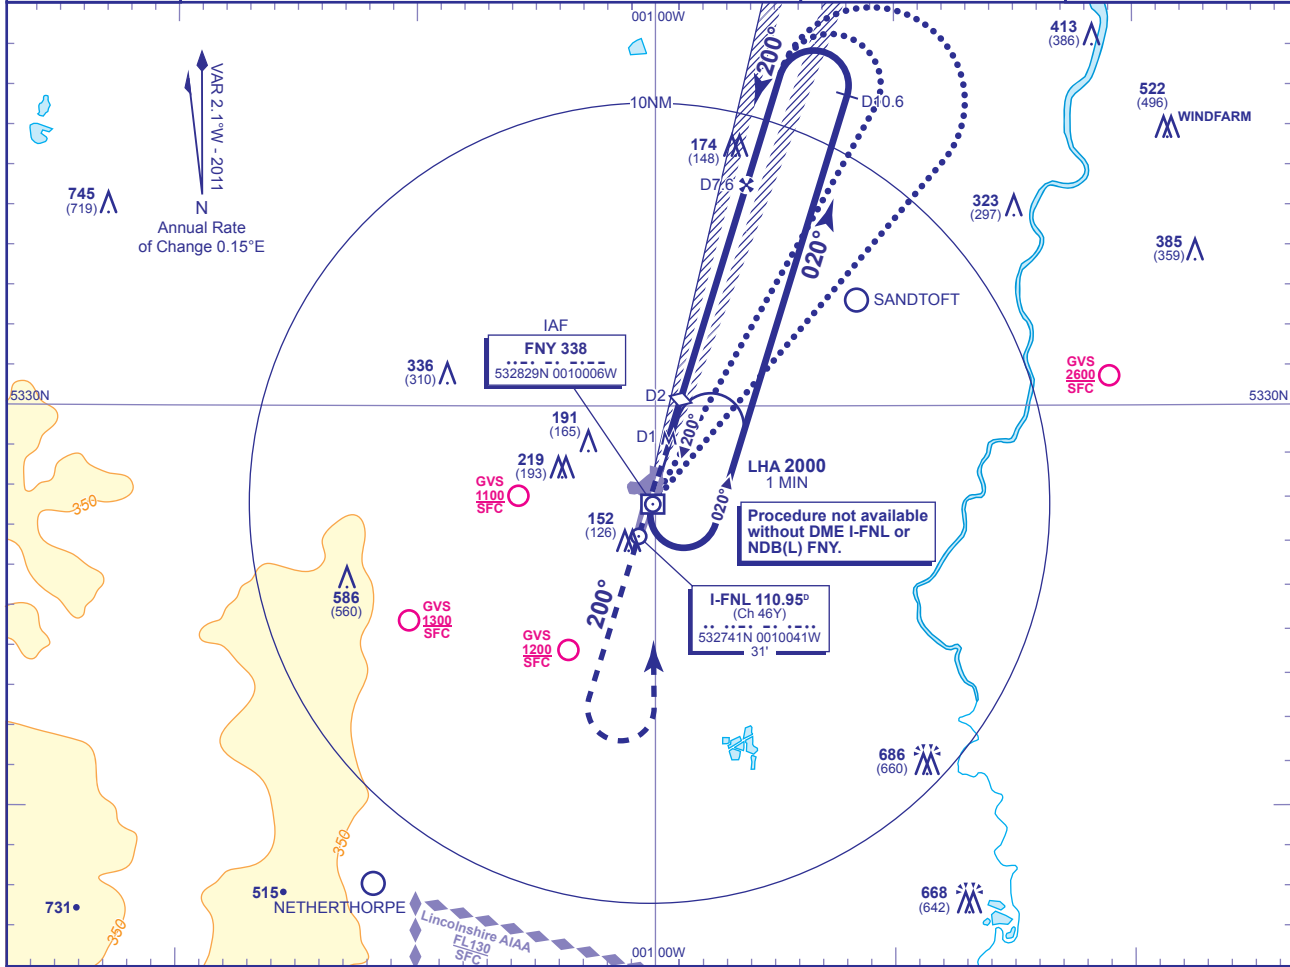 001 00W
413
(386)
200°
VAR 2.1°W - 2011
522
(496)
WINDFARM
10NM
D10.6
174
(148)
D7.6
745
(719)
N
Annual Rate
of Change 0.15°E
323
(297)
020°
385
(359)
SANDTOFT
IAF
FNY 338
532829N 0010006W
336
(310)
GVS
2600
SFC
5330N
D2
5330N
191
(165)
D1
200°
219
(193)
LHA 2000
1 MIN
GVS
1100
SFC
350
020°
152
(126)
Procedure not available
without DME I-FNL or
NDB(L) FNY.
586
(560)
200°
I-FNL 110.95ᴰ
(Ch 46Y)
532741N 0010041W
31'
GVS
1300
SFC
GVS
1200
SFC
686
(660)
350
515
NETHERTHORPE
668
(642)
731
350
Lincolnshire AIAA
FL130
SFC
001 00W